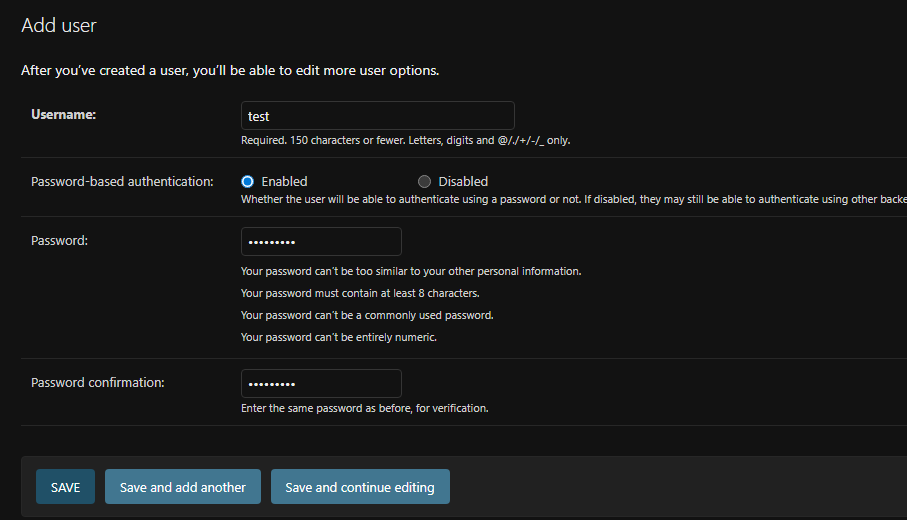 Add user
After you’ve created a user, you’ll be able to edit more user options.
Username:
test
Required. 150 characters or fewer. Letters, digits and @/./+/-/_ only.
Password-based authentication:
Enabled
Disabled
Whether the user will be able to authenticate using a password or not. If disabled, they may still be able to authenticate using other
Password:
•••••••••
Your password can’t be too similar to your other personal information.
Your password must contain at least 8 characters.
Your password can’t be a commonly used password.
Your password can’t be entirely numeric.
Password confirmation:
•••••••••
Enter the same password as before, for verification.
SAVE
Save and add another
Save and continue editing